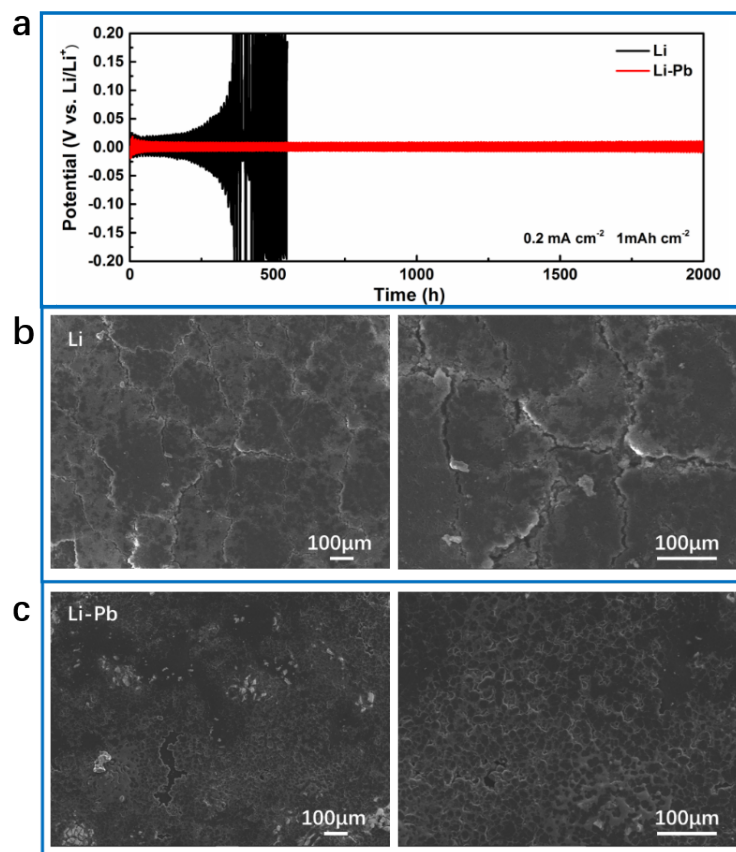 a
Potential (V vs. Li/Li⁺)
0.20
0.15
0.10
0.05
0.00
-0.05
-0.10
-0.15
-0.20
Li
Li-Pb
0.2 mA cm⁻² 1mAh cm⁻²
0 500 1000 1500 2000
Time (h)
b
Li
100μm
100μm
c
Li-Pb
100μm
100μm